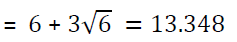 = 6 + 3√6 = 13.348